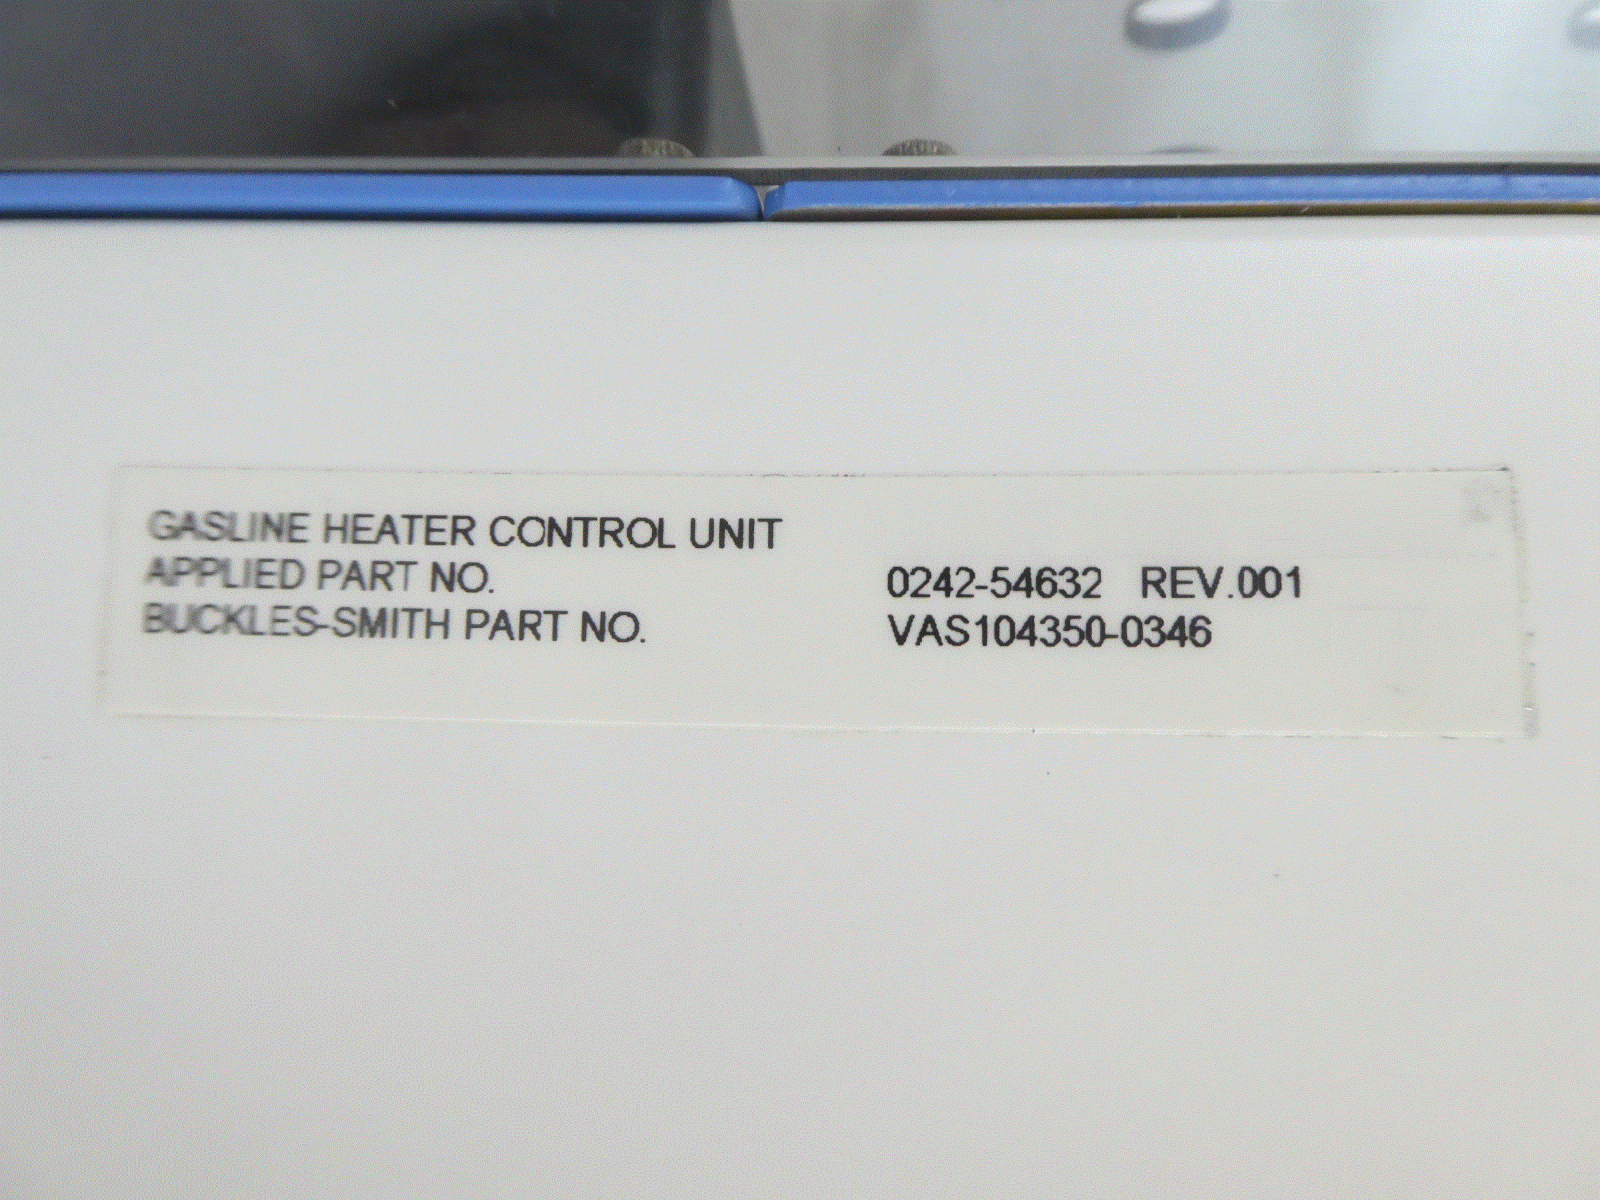 GASLINE HEATER CONTROL UNIT
APPLIED PART NO. 0242-54632 REV.001
BUCKLES-SMITH PART NO. VAS104350-0346